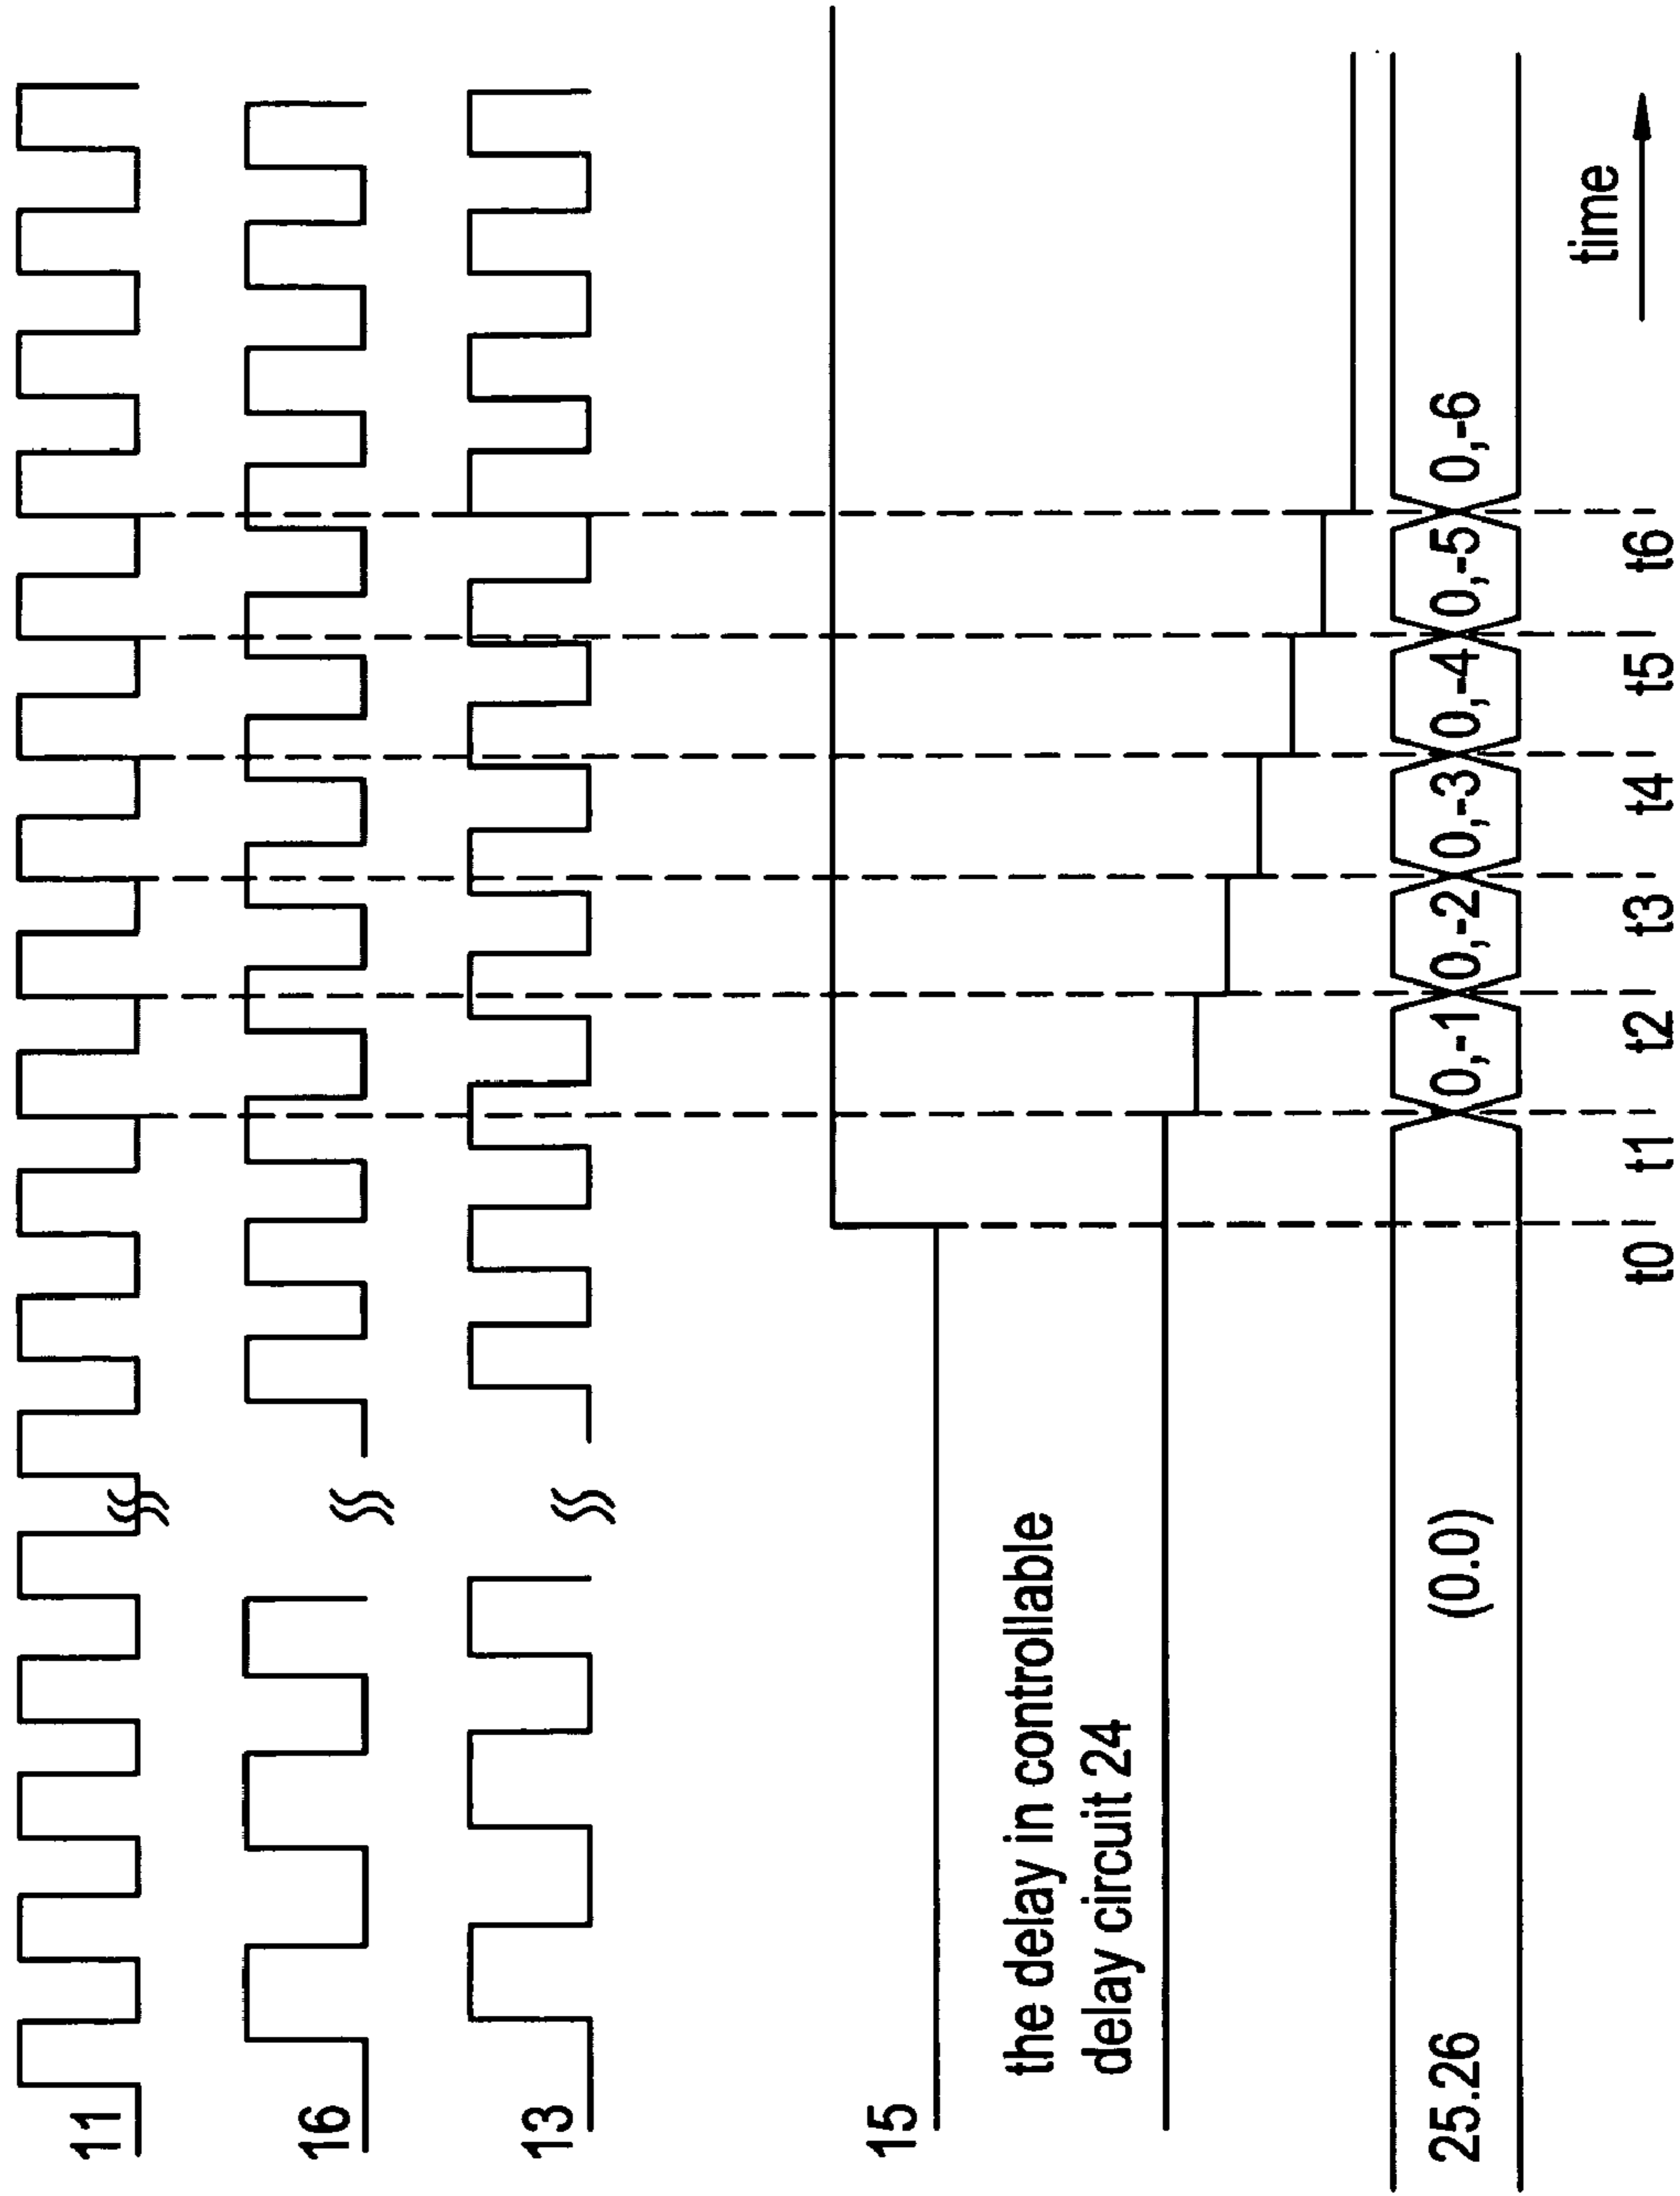 11
16
13
15
the delay in controllable
delay circuit 24
25.26 (0.0) 0,-1 0,-2 0,-3 0,-4 0,-5 0,-6
t0 t1 t2 t3 t4 t5 t6
time